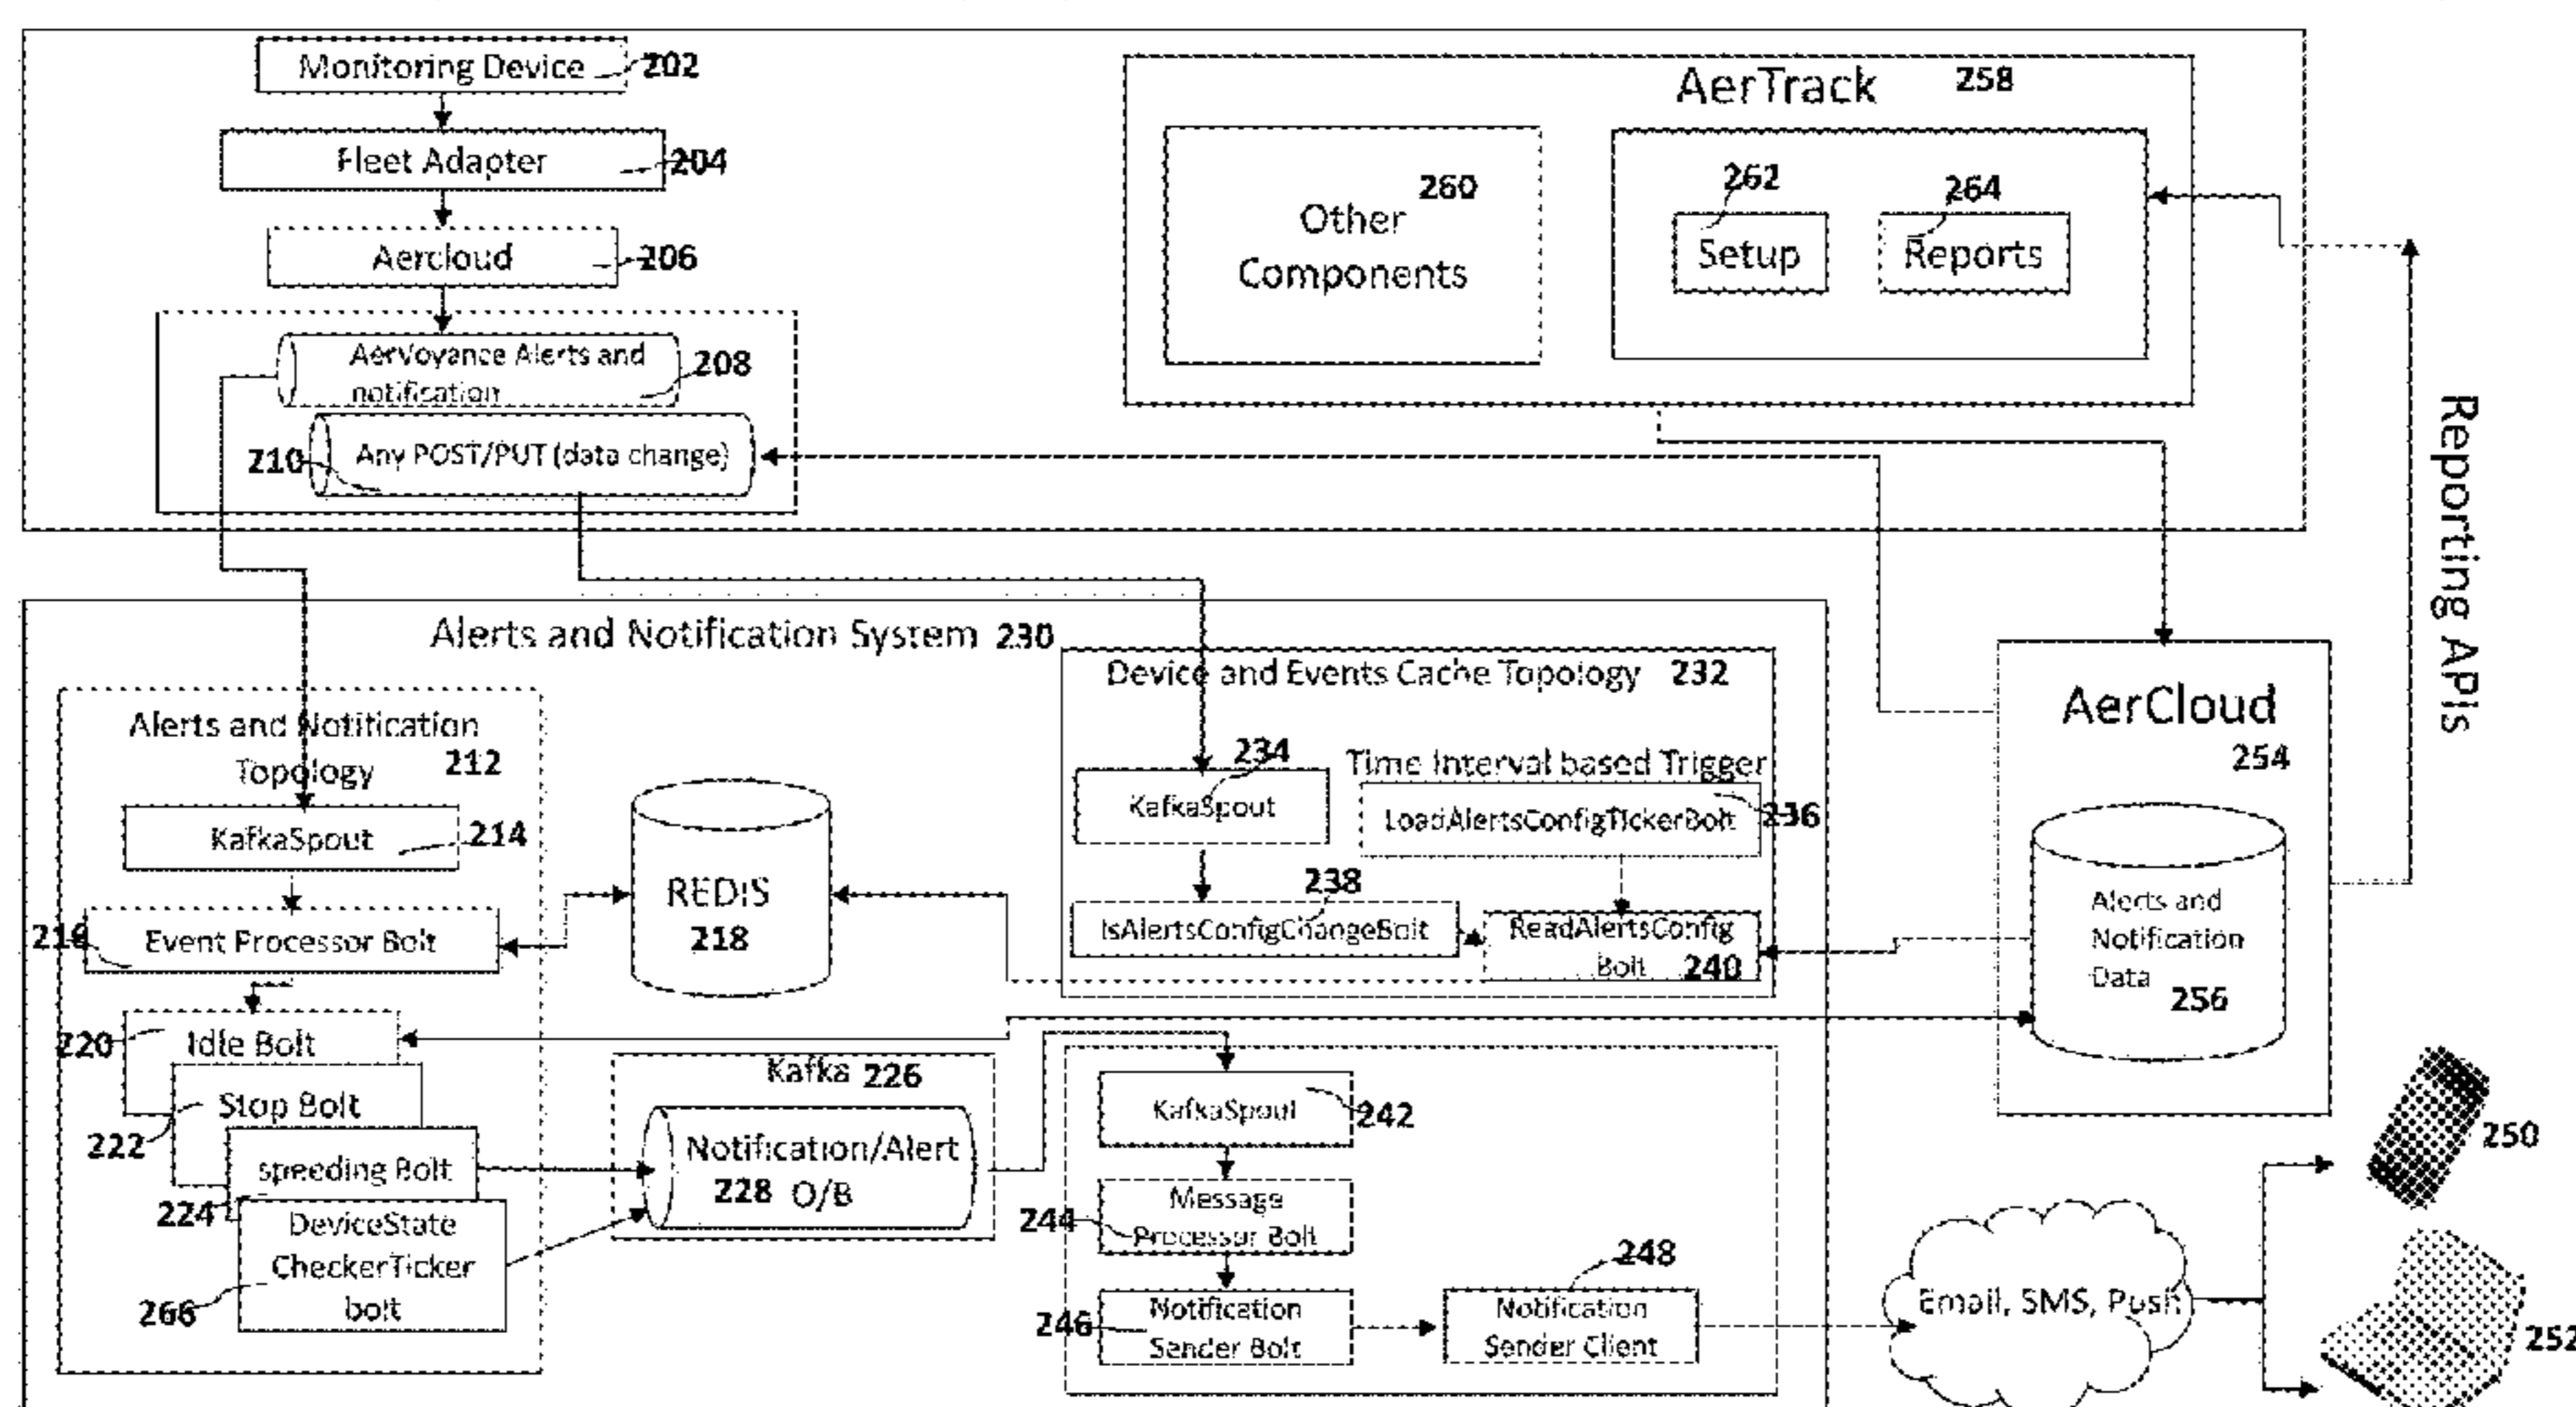 Monitoring Device 202
Fleet Adapter 204
Aercloud 206
AerVoyance Alerts and
notification
208
210 Any POST/PUT (data change)
AerTrack 258
260
Other
Components
262
Setup
264
Reports
Reporting APIs
Alerts and Notification System 230
Alerts and Notification
Topology 212
KafkaSpout 214
216 Event Processor Bolt
220 Idle Bolt
Stop Bolt
222
speeding Bolt
224
DeviceState
CheckerTicker
bolt
266
REDIS
218
Kafka 226
Notification/Alert
228 O/B
Device and Events Cache Topology 232
234
KafkaSpout
Time Interval based Trigger
LoadAlertsConfigTickerBolt 236
238
IsAlertsConfigChangeBolt
ReadAlertsConfig
Bolt 240
KafkaSpout 242
Message
244 Processor Bolt
Notification
246 Sender Bolt
248
Notification
Sender Client
AerCloud
254
Alerts and
Notification
Data 256
Email, SMS, Push
250
252